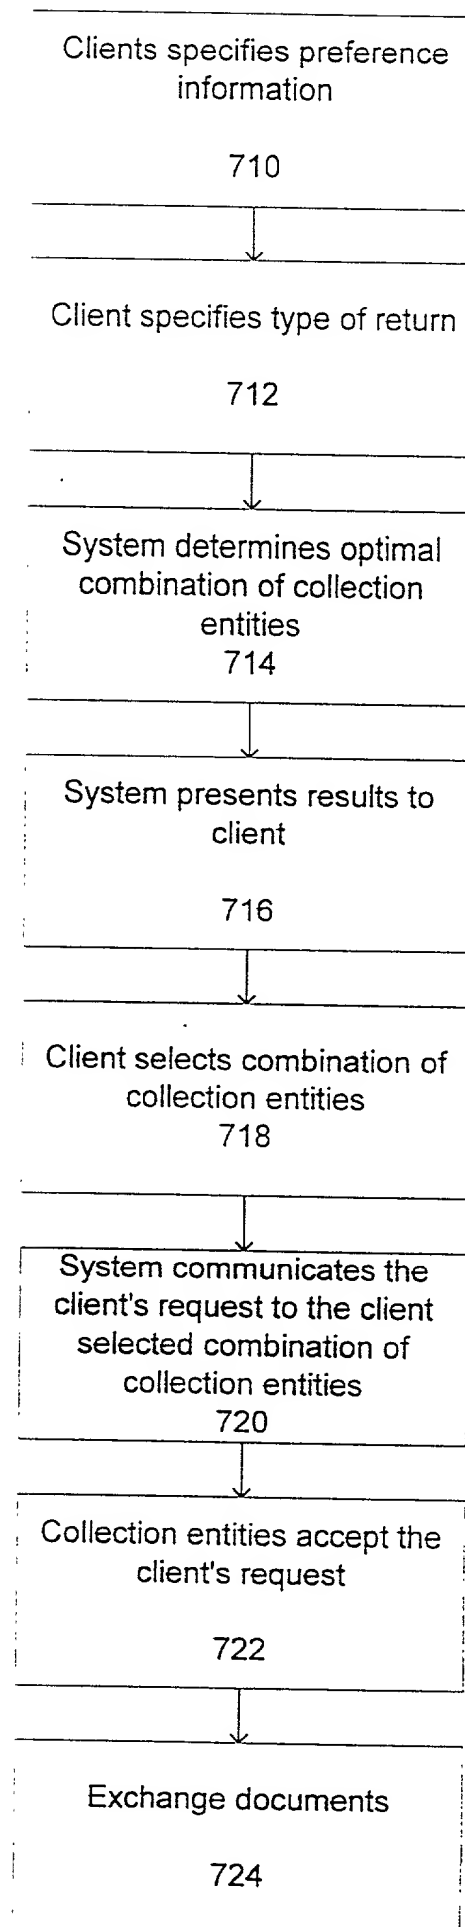 Clients specifies preference
information
710
Client specifies type of return
712
System determines optimal
combination of collection
entities
714
System presents results to
client
716
Client selects combination of
collection entities
718
System communicates the
client's request to the client
selected combination of
collection entities
720
Collection entities accept the
client's request
722
Exchange documents
724